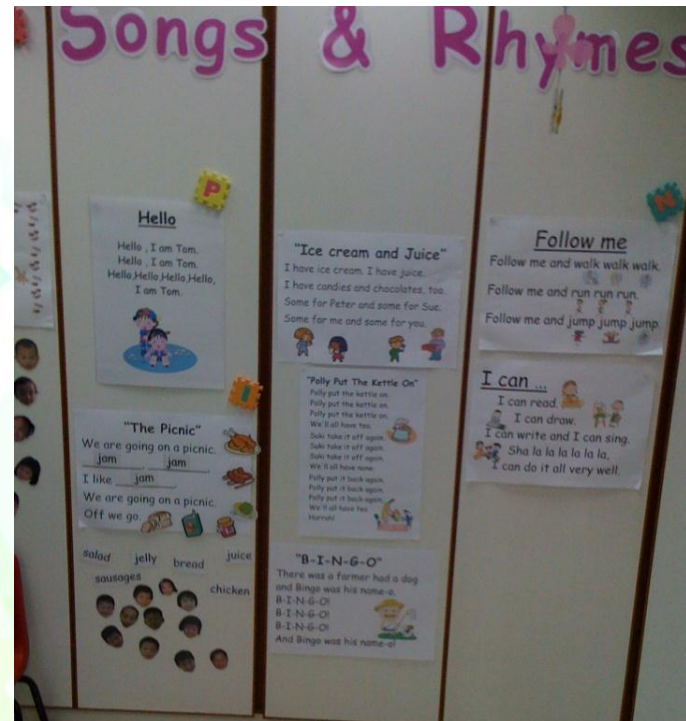 Songs & Rhymes
P
Hello
Hello, I am Tom.
Hello, I am Tom.
Hello,Hello,Hello,Hello,
I am Tom.
I
"The Picnic"
We are going on a picnic.
jam jam
I like jam
We are going on a picnic.
Off we go.
salad jelly bread juice
sausages chicken
"Ice cream and Juice"
I have ice cream. I have juice.
I have candies and chocolates, too.
Some for Peter and some for Sue.
Some for me and some for you.
"Polly Put The Kettle On"
Polly put the kettle on.
Polly put the kettle on.
Polly put the kettle on.
We'll all have tea.
Suki take it off again.
Suki take it off again.
Suki take it off again.
We'll all have none.
Polly put it back again.
Polly put it back again.
Polly put it back again.
We'll all have tea.
Hurrah!
"B-I-N-G-O"
There was a farmer had a dog
and Bingo was his name-o.
B-I-N-G-O!
B-I-N-G-O!
B-I-N-G-O!
And Bingo was his name-o!
N
Follow me
Follow me and walk walk walk.
Follow me and run run run.
Follow me and jump jump jump.
I can ...
I can read.
I can draw.
I can write and I can sing.
Sha la la la la la la,
I can do it all very well.